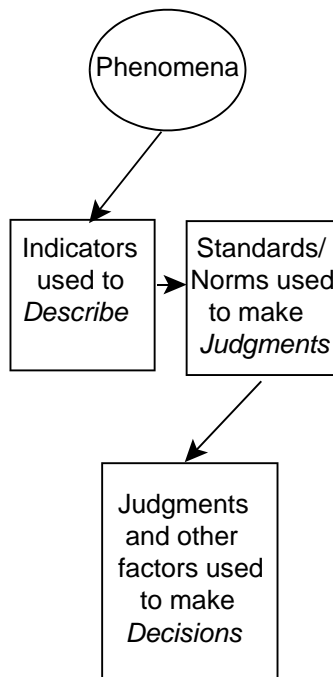 Phenomena
Indicators
used to
Describe
Standards/
Norms used
to make
Judgments
Judgments
and other
factors used
to make
Decisions